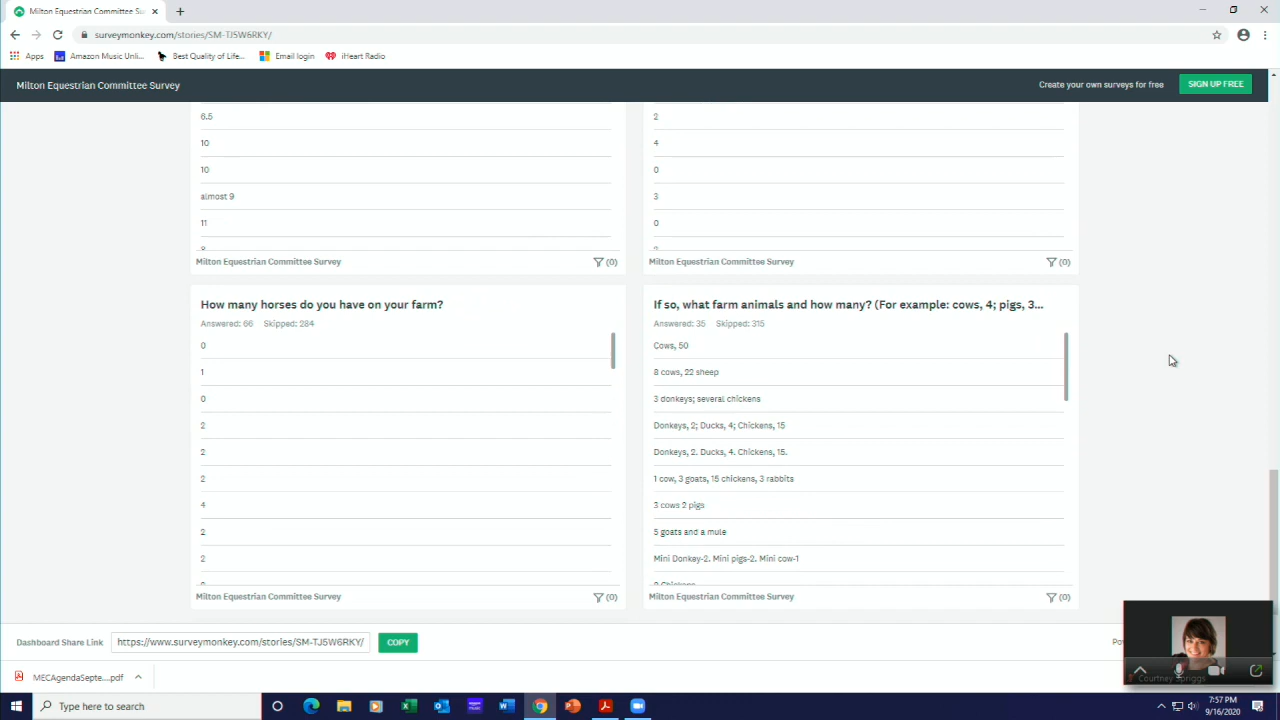 Milton Equestrian Committee Su
surveymonkey.com/stories/SM-TJ5W6RKY/
Apps
Amazon Music Unli...
Best Quality of Life...
Email login
iHeart Radio
Milton Equestrian Committee Survey
Create your own surveys for free
SIGN UP FREE
6.5
10
10
almost 9
11
Milton Equestrian Committee Survey
(0)
2
4
0
3
0
Milton Equestrian Committee Survey
(0)
How many horses do you have on your farm?
Answered: 66 Skipped: 284
0
1
0
2
2
2
4
2
2
Milton Equestrian Committee Survey
(0)
If so, what farm animals and how many? (For example: cows, 4; pigs, 3...
Answered: 35 Skipped: 315
Cows, 50
8 cows, 22 sheep
3 donkeys; several chickens
Donkeys, 2; Ducks, 4; Chickens, 15
Donkeys, 2. Ducks, 4. Chickens, 15.
1 cow, 3 goats, 15 chickens, 3 rabbits
3 cows 2 pigs
5 goats and a mule
Mini Donkey-2. Mini pigs-2. Mini cow-1
Chickens
Milton Equestrian Committee Survey
(0)
Dashboard Share Link
https://www.surveymonkey.com/stories/SM-TJ5W6RKY/
COPY
Courtney Spriggs
MECAgendaSepte....pdf
Type here to search
7:57 PM
9/16/2020